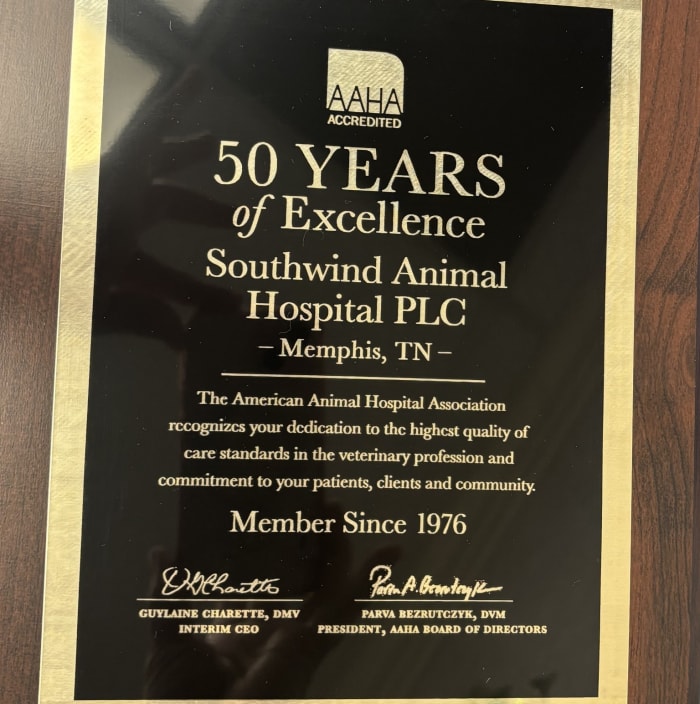 AAHA
ACCREDITED
50 YEARS
of Excellence
Southwind Animal
Hospital PLC
– Memphis, TN –
The American Animal Hospital Association
recognizes your dedication to the highest quality of
care standards in the veterinary profession and
commitment to your patients, clients and community.
Member Since 1976
GUYLAINE CHARETTE, DMV
INTERIM CEO
Parva A. Bezrutczyk
PARVA BEZRUTCZYK, DVM
PRESIDENT, AAHA BOARD OF DIRECTORS